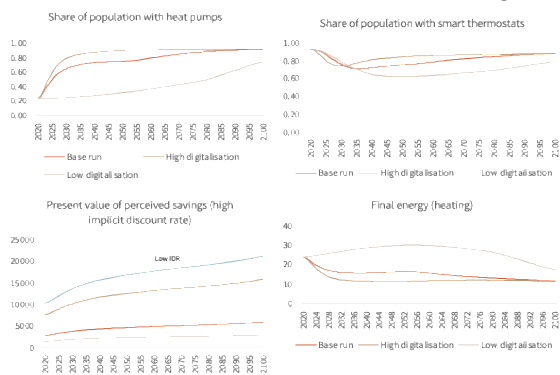 Share of population with heat pumps
1,00
0,80
0,60
0,40
0,20
0,00
2020 2025 2030 2035 2040 2045 2050 2055 2060 2065 2070 2075 2080 2085 2090 2095 2100
Base run High digitalisation
Low digitalisation
Share of population with smart thermostats
1,00
0,80
0,60
0,40
0,20
0,00
2020 2025 2030 2035 2040 2045 2050 2055 2060 2065 2070 2075 2080 2085 2090 2095 2100
Base run High digitalisation Low digitalisation
Present value of perceived savings (high
implicit discount rate)
25000
20000
15000
10000
5000
0
Low IDR
2020 2025 2030 2035 2040 2045 2050 2055 2060 2065 2070 2075 2080 2085 2090 2095 2100
Final energy (heating)
40
30
20
10
0
2020 2024 2028 2032 2036 2040 2044 2048 2052 2056 2060 2064 2068 2072 2076 2080 2084 2088 2092 2096 2100
Base run High digitalisation Low digitalisation